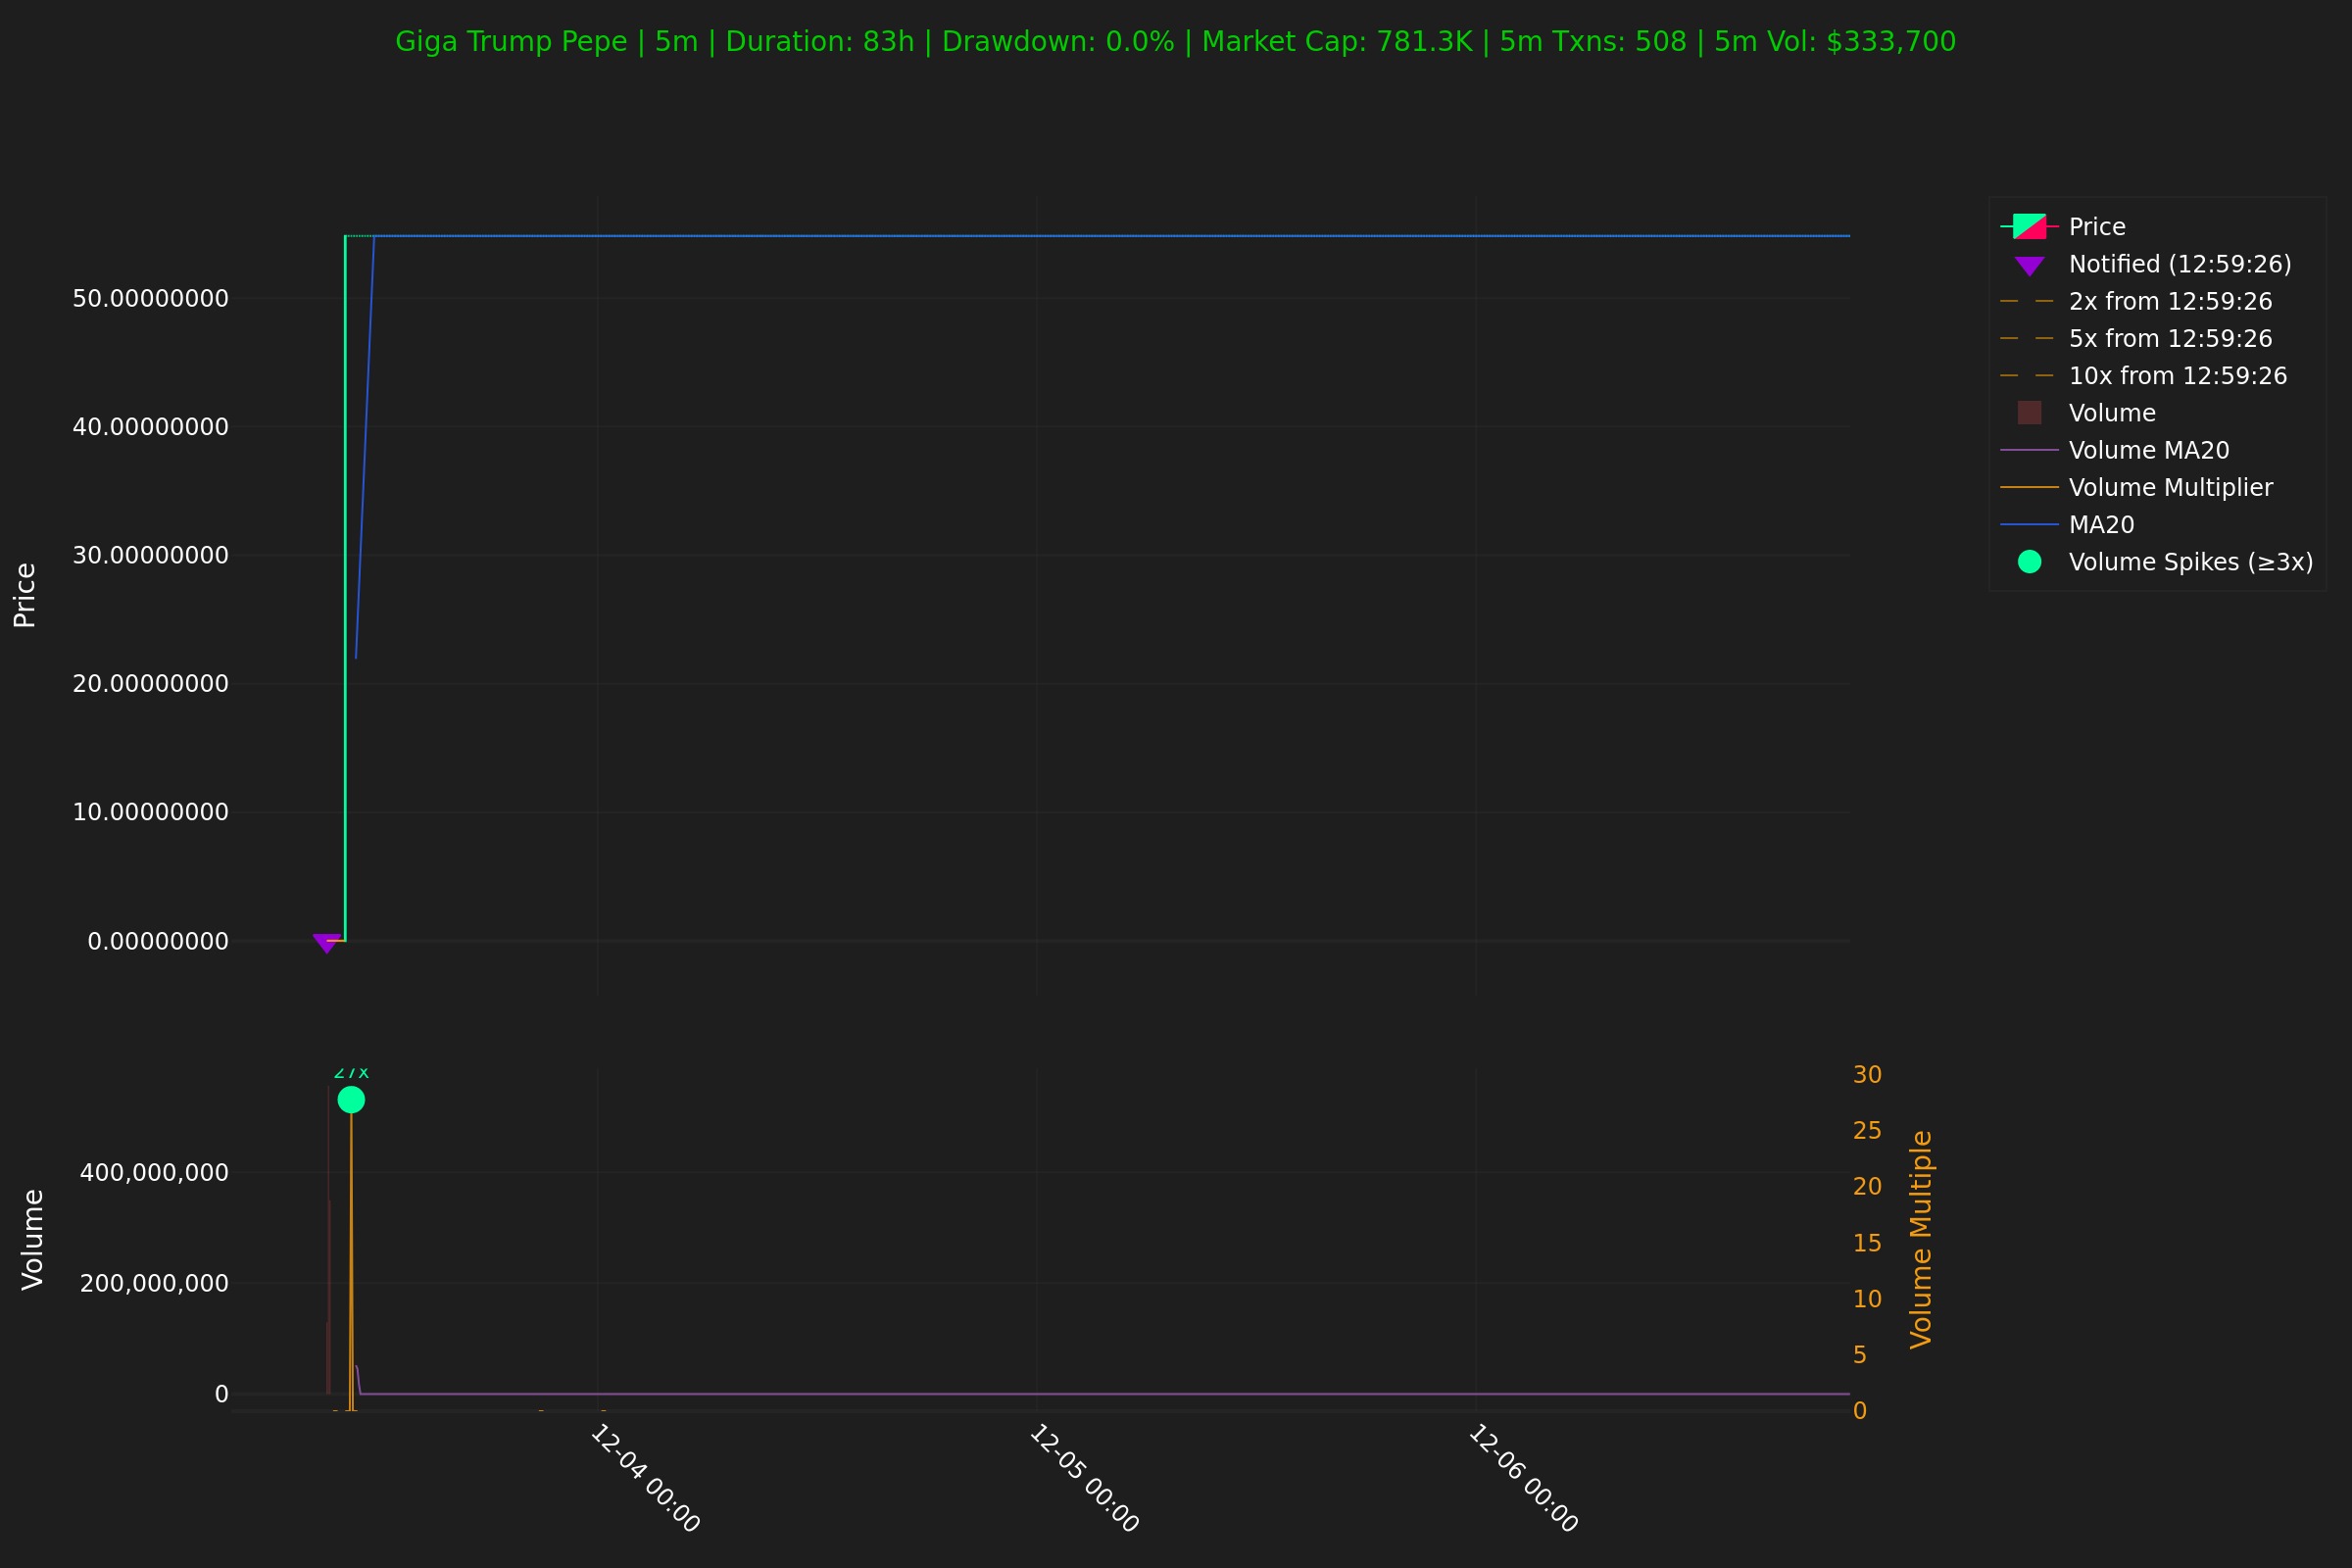 Giga Trump Pepe | 5m | Duration: 83h | Drawdown: 0.0% | Market Cap: 781.3K | 5m Txns: 508 | 5m Vol: $333,700
Price
50.00000000
40.00000000
30.00000000
20.00000000
10.00000000
0.00000000
Price
Notified (12:59:26)
2x from 12:59:26
5x from 12:59:26
10x from 12:59:26
Volume
Volume MA20
Volume Multiplier
MA20
Volume Spikes (≥3x)
27x
Volume
400,000,000
200,000,000
0
30
25
20
15
10
5
0
Volume Multiple
12-04 00:00
12-05 00:00
12-06 00:00